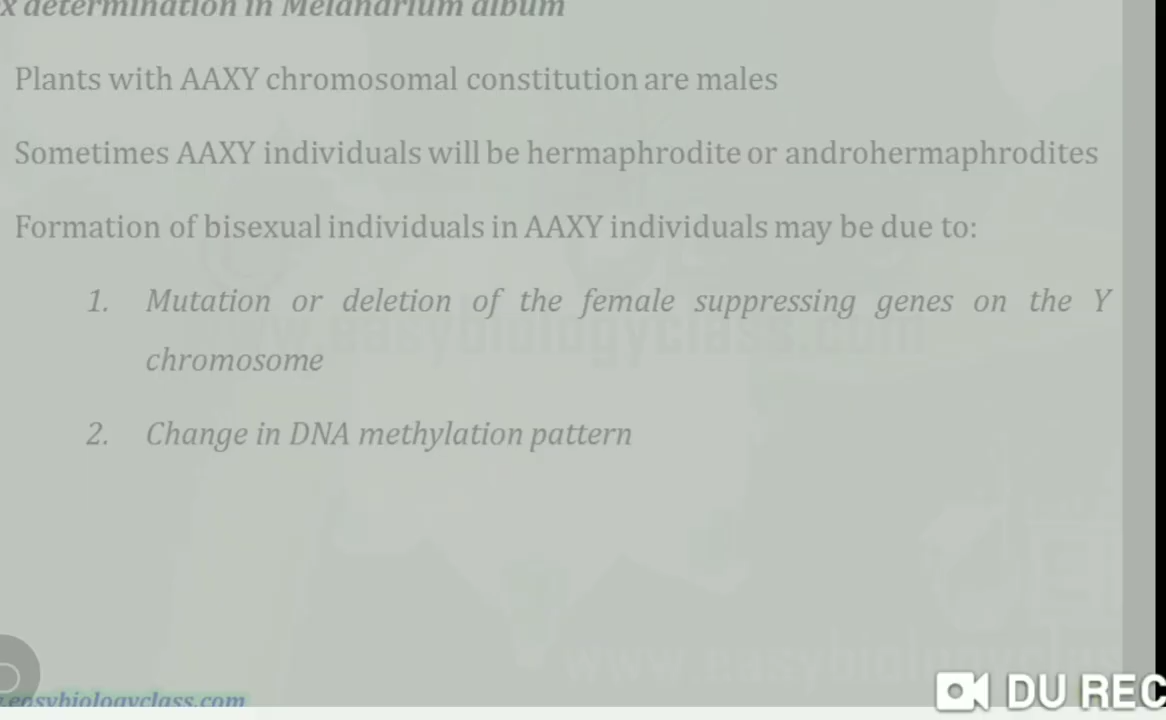 x determination in Melandrium album
Plants with AAXY chromosomal constitution are males
Sometimes AAXY individuals will be hermaphrodite or androhermaphrodites
Formation of bisexual individuals in AAXY individuals may be due to:
1. Mutation or deletion of the female suppressing genes on the Y
chromosome
2. Change in DNA methylation pattern
www.easybiologyclass.com
www easybiologyclas
.easybiologyclass.com
DU REC